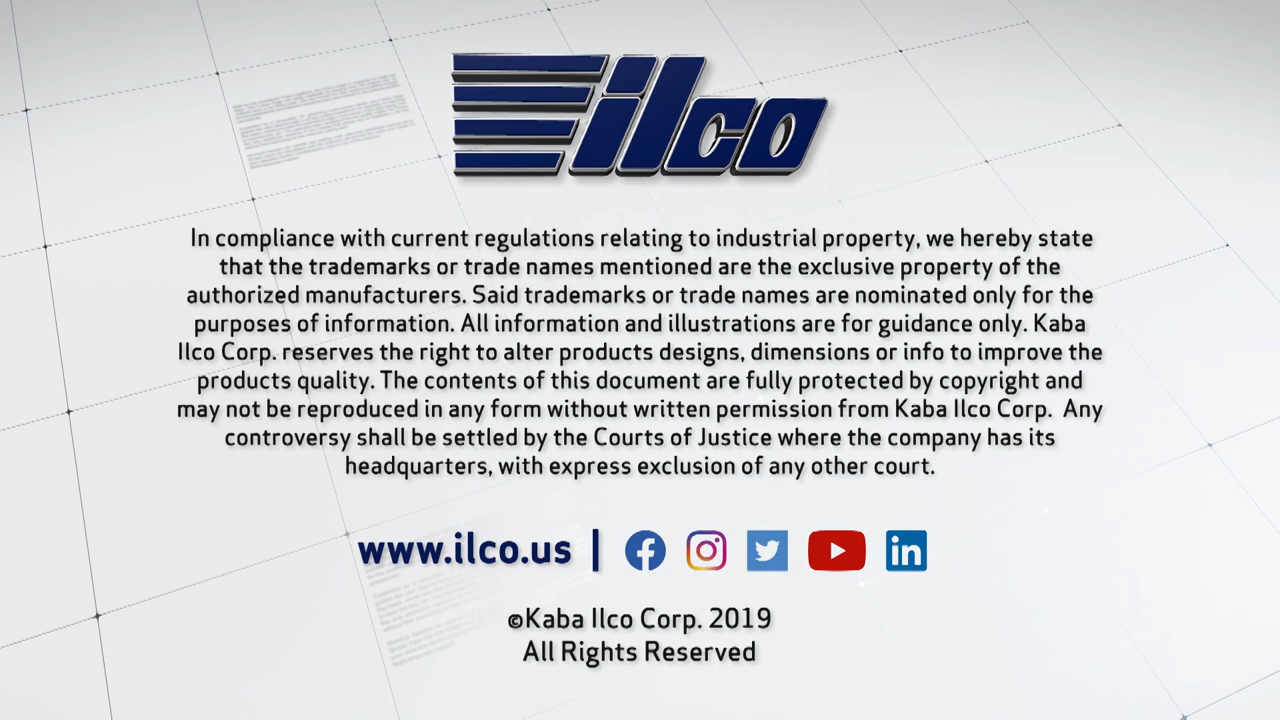 ilco
In compliance with current regulations relating to industrial property, we hereby state
that the trademarks or trade names mentioned are the exclusive property of the
authorized manufacturers. Said trademarks or trade names are nominated only for the
purposes of information. All information and illustrations are for guidance only. Kaba
Ilco Corp. reserves the right to alter products designs, dimensions or info to improve the
products quality. The contents of this document are fully protected by copyright and
may not be reproduced in any form without written permission from Kaba Ilco Corp.  Any
controversy shall be settled by the Courts of Justice where the company has its
headquarters, with express exclusion of any other court.
www.ilco.us |
©Kaba Ilco Corp. 2019
All Rights Reserved